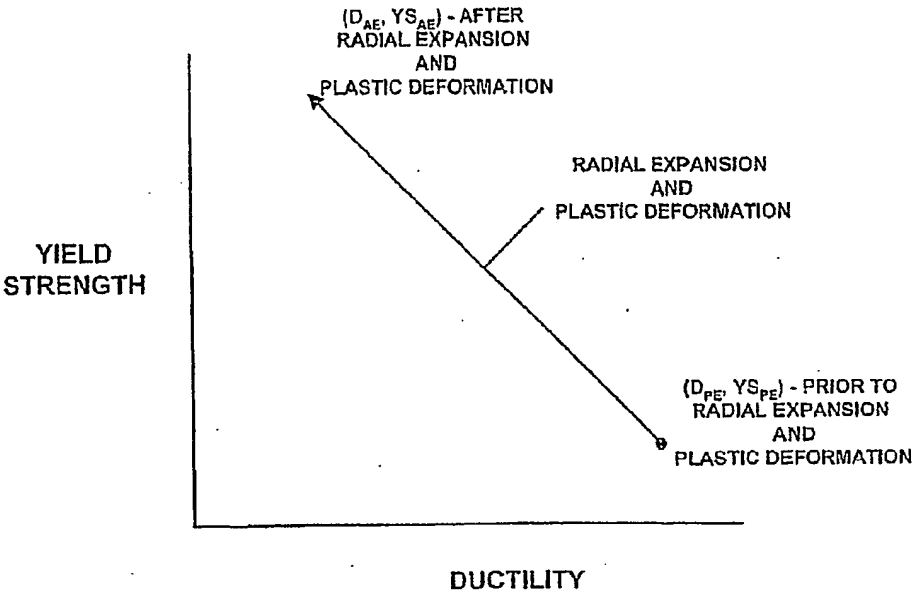 (D_AE, YS_AE) - AFTER
RADIAL EXPANSION
AND
PLASTIC DEFORMATION
RADIAL EXPANSION
AND
PLASTIC DEFORMATION
YIELD
STRENGTH
(D_PE, YS_PE) - PRIOR TO
RADIAL EXPANSION
AND
PLASTIC DEFORMATION
DUCTILITY